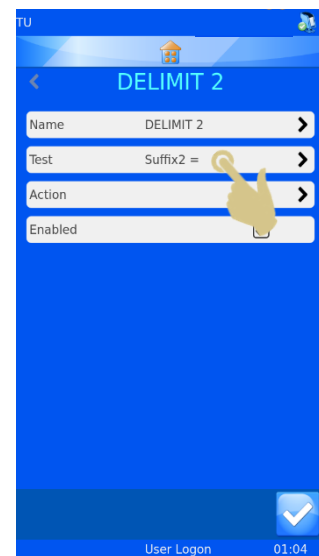 TU
DELIMIT 2
Name DELIMIT 2
Test Suffix2 =
Action
Enabled
User Logon 01:04